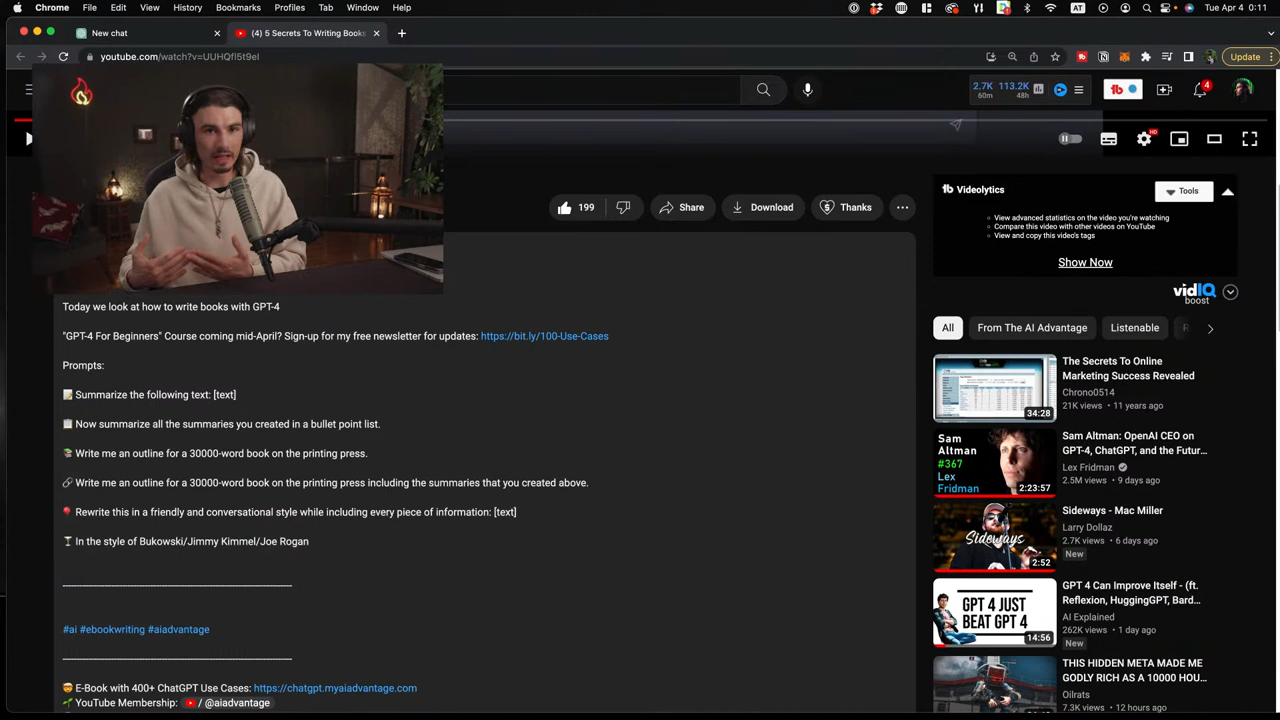 Chrome File Edit View History Bookmarks Profiles Tab Window Help
AT Tue Apr 4 0:11
New chat
(4) 5 Secrets To Writing Books
youtube.com/watch?v=UUHQfl5t9eI
Update
2.7K 113.2K
60m 48h
4
HD
199 Share Download Thanks
Videolytics
Tools
View advanced statistics on the video you're watching
Compare this video with other videos on YouTube
View and copy this video's tags
Show Now
vidIQ
boost
All From The AI Advantage Listenable
Today we look at how to write books with GPT-4
"GPT-4 For Beginners" Course coming mid-April? Sign-up for my free newsletter for updates: https://bit.ly/100-Use-Cases
Prompts:
Summarize the following text: [text]
Now summarize all the summaries you created in a bullet point list.
Write me an outline for a 30000-word book on the printing press.
Write me an outline for a 30000-word book on the printing press including the summaries that you created above.
Rewrite this in a friendly and conversational style while including every piece of information: [text]
In the style of Bukowski/Jimmy Kimmel/Joe Rogan
#ai #ebookwriting #aiadvantage
E-Book with 400+ ChatGPT Use Cases: https://chatgpt.myaiadvantage.com
YouTube Membership: / @aiadvantage
The Secrets To Online
Marketing Success Revealed
Chrono0514
21K views • 11 years ago
34:28
Sam
Altman
#367
Lex
Fridman
2:23:57
Sam Altman: OpenAI CEO on
GPT-4, ChatGPT, and the Futur...
Lex Fridman
2.5M views • 9 days ago
Sideways
2:52
Sideways - Mac Miller
Larry Dollaz
2.7K views • 6 days ago
New
GPT 4 JUST
BEAT GPT 4
14:56
GPT 4 Can Improve Itself - (ft.
Reflexion, HuggingGPT, Bard...
AI Explained
262K views • 1 day ago
New
THIS HIDDEN META MADE ME
GODLY RICH AS A 10000 HOU...
Oilrats
7.3K views • 12 hours ago